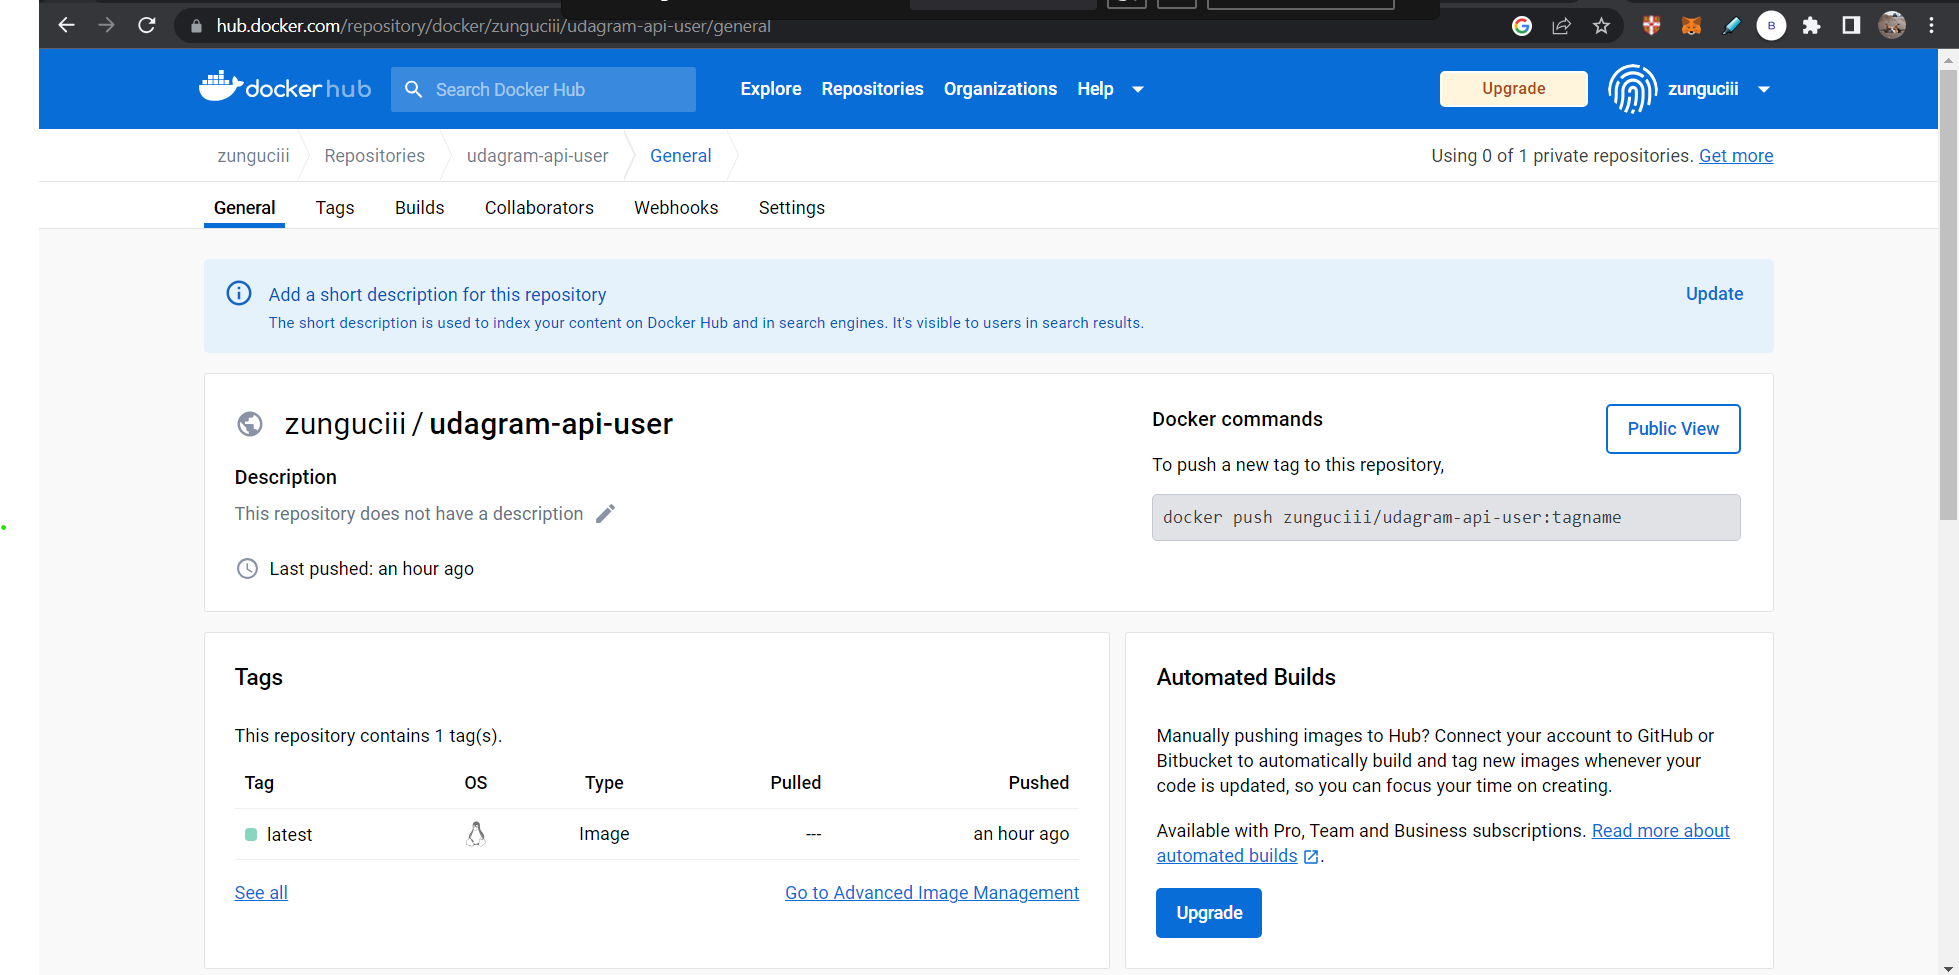 hub.docker.com/repository/docker/zunguciii/udagram-api-user/general
B
docker hub
Search Docker Hub
Explore
Repositories
Organizations
Help
Upgrade
zunguciii
zunguciii
Repositories
udagram-api-user
General
Using 0 of 1 private repositories. Get more
General
Tags
Builds
Collaborators
Webhooks
Settings
Add a short description for this repository
Update
The short description is used to index your content on Docker Hub and in search engines. It's visible to users in search results.
zunguciii / udagram-api-user
Description
This repository does not have a description
Last pushed: an hour ago
Docker commands
Public View
To push a new tag to this repository,
docker push zunguciii/udagram-api-user:tagname
Tags
This repository contains 1 tag(s).
Tag OS Type Pulled Pushed
latest Image --- an hour ago
See all
Go to Advanced Image Management
Automated Builds
Manually pushing images to Hub? Connect your account to GitHub or
Bitbucket to automatically build and tag new images whenever your
code is updated, so you can focus your time on creating.
Available with Pro, Team and Business subscriptions. Read more about
automated builds .
Upgrade